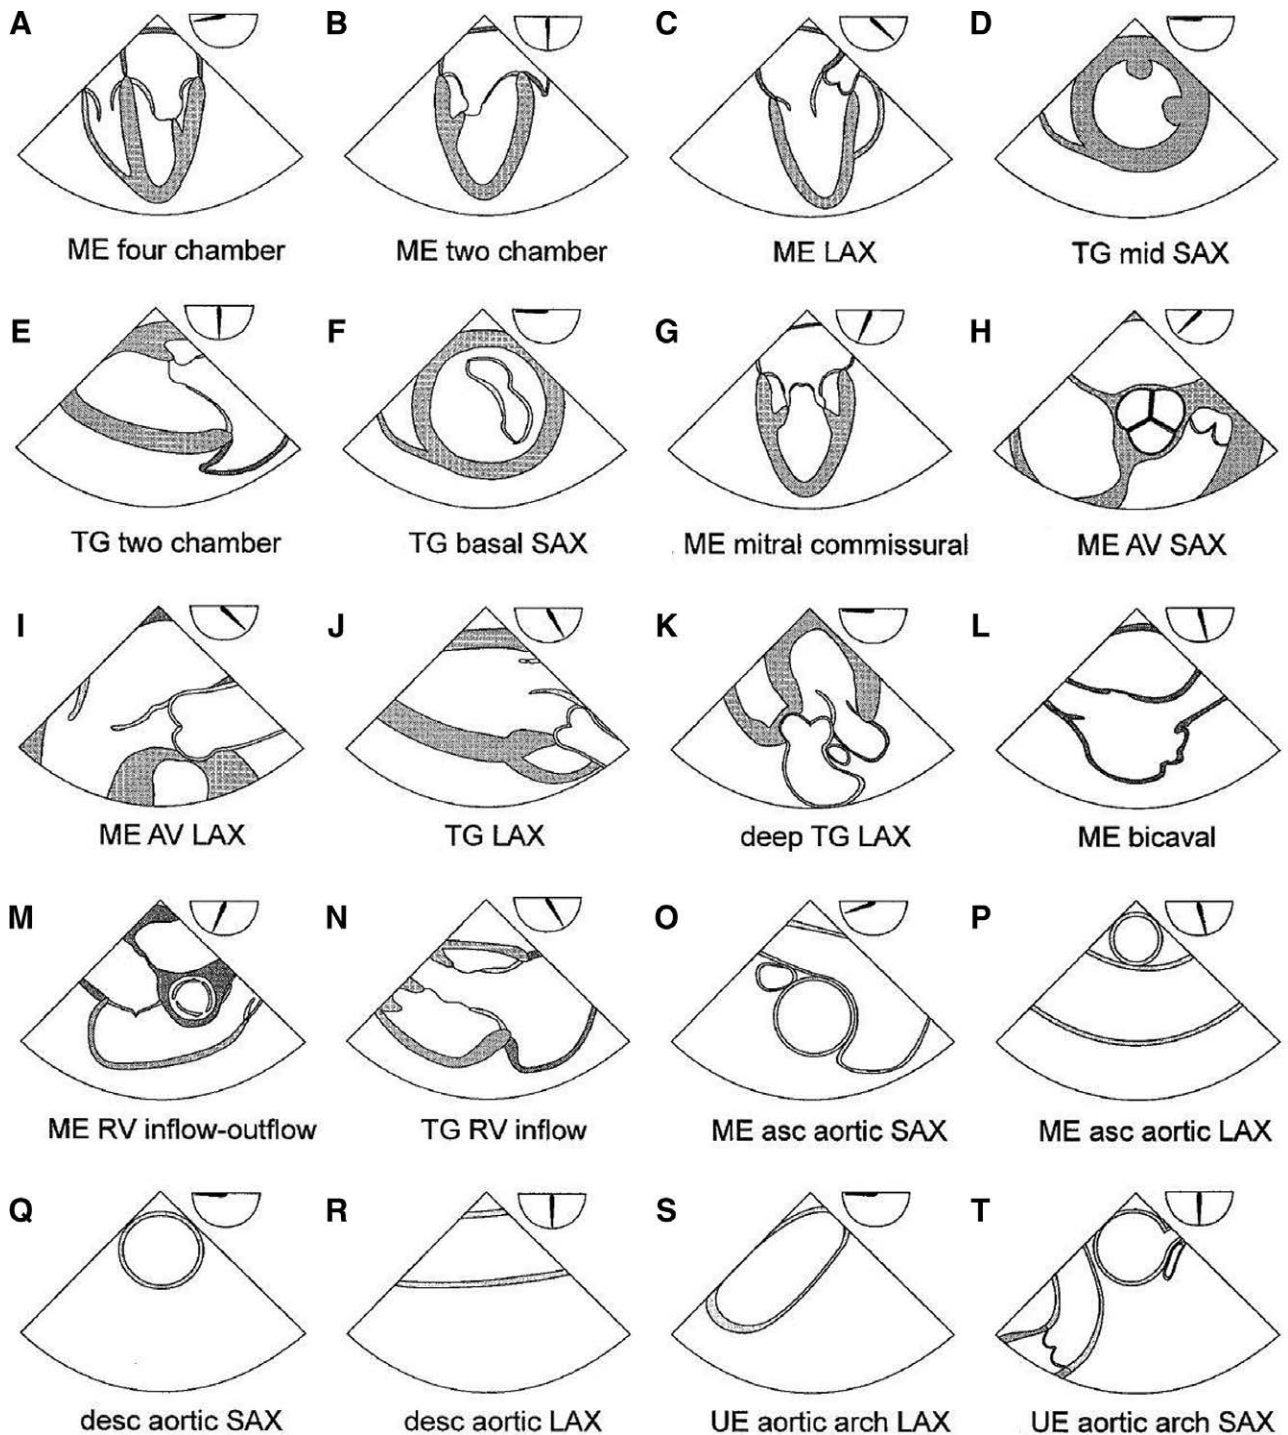 A B C D
ME four chamber ME two chamber ME LAX TG mid SAX
E F G H
TG two chamber TG basal SAX ME mitral commissural ME AV SAX
I J K L
ME AV LAX TG LAX deep TG LAX ME bicaval
M N O P
ME RV inflow-outflow TG RV inflow ME asc aortic SAX ME asc aortic LAX
Q R S T
desc aortic SAX desc aortic LAX UE aortic arch LAX UE aortic arch SAX